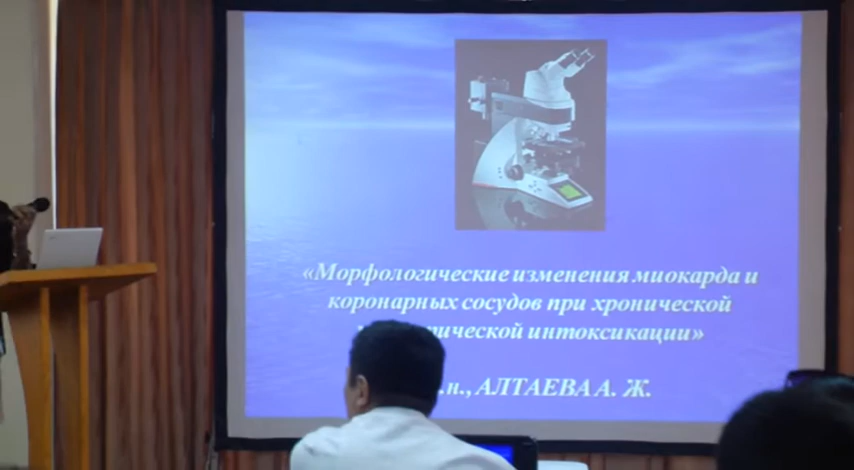 «Морфологические изменения миокарда и
коронарных сосудов при хронической
интоксикации»
АЛТАЕВА А. Ж.